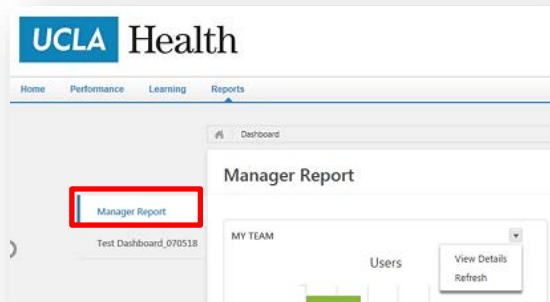 UCLA Health
Home Performance Learning Reports
Dashboard
Manager Report
Manager Report
Test Dashboard_070518
MY TEAM
Users
View Details
Refresh